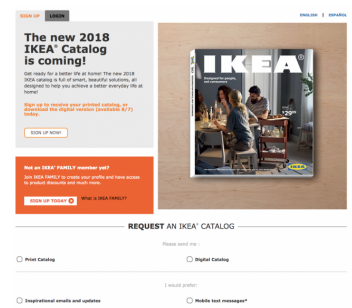 SIGN UP
LOGIN
ENGLISH | ESPAÑOL
The new 2018
IKEA® Catalog
is coming!
Get ready for a better life at home! The new 2018
IKEA catalog is full of smart, beautiful solutions, all
designed to help you achieve a better everyday life at
home!
Sign up to receive your printed catalog, or
download the digital version (available 8/7)
today.
SIGN UP NOW!
IKEA®
Designed for people,
not consumers.
IKEA
Not an IKEA FAMILY member yet?
Join IKEA FAMILY to create your profile and have access
to product discounts and much more.
SIGN UP TODAY
What is IKEA FAMILY?
REQUEST AN IKEA® CATALOG
Please send me :
Print Catalog
Digital Catalog
I would prefer:
Inspirational emails and updates
Mobile text messages*